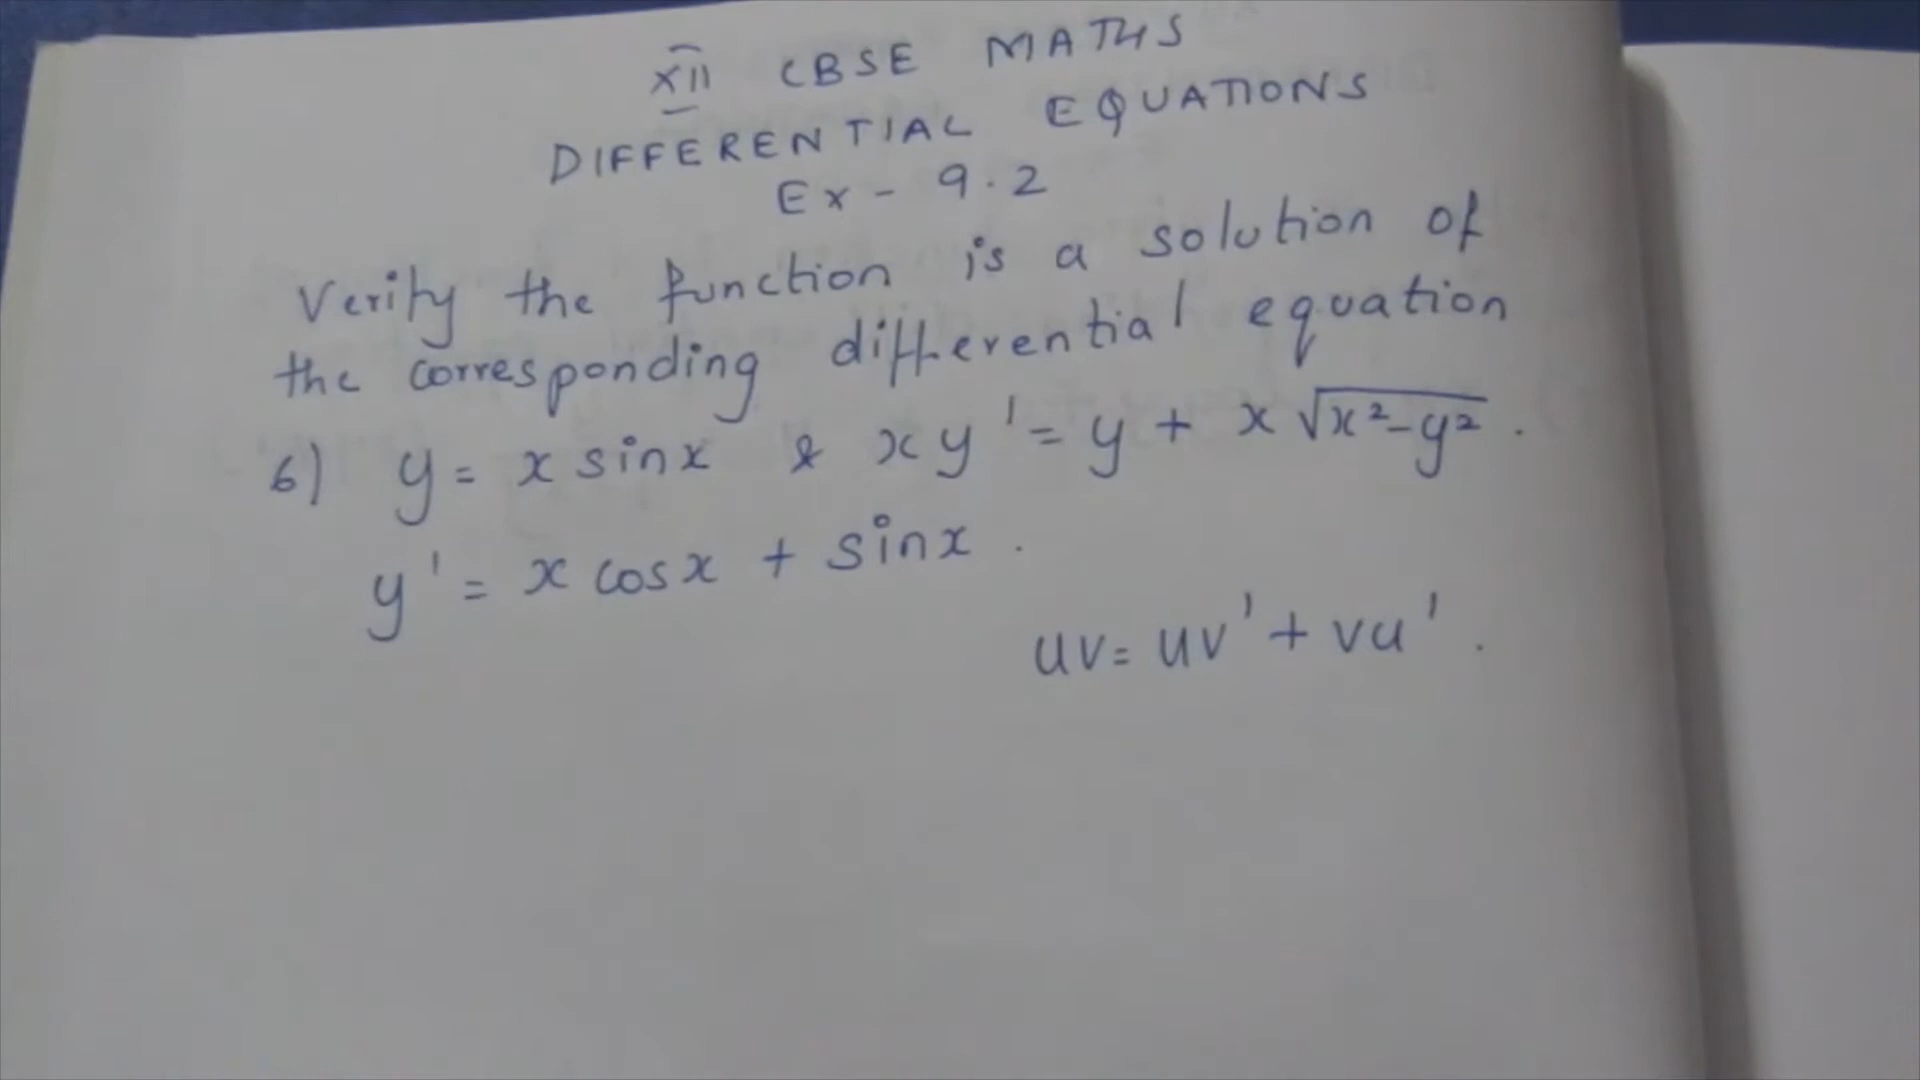 XII CBSE MATHS
DIFFERENTIAL EQUATIONS
Ex - 9.2
Verify the function is a solution of
the corresponding differential equation
6) y = x sinx & xy' = y + x √x²-y² .
y' = x cosx + sinx .
uv = uv' + vu' .